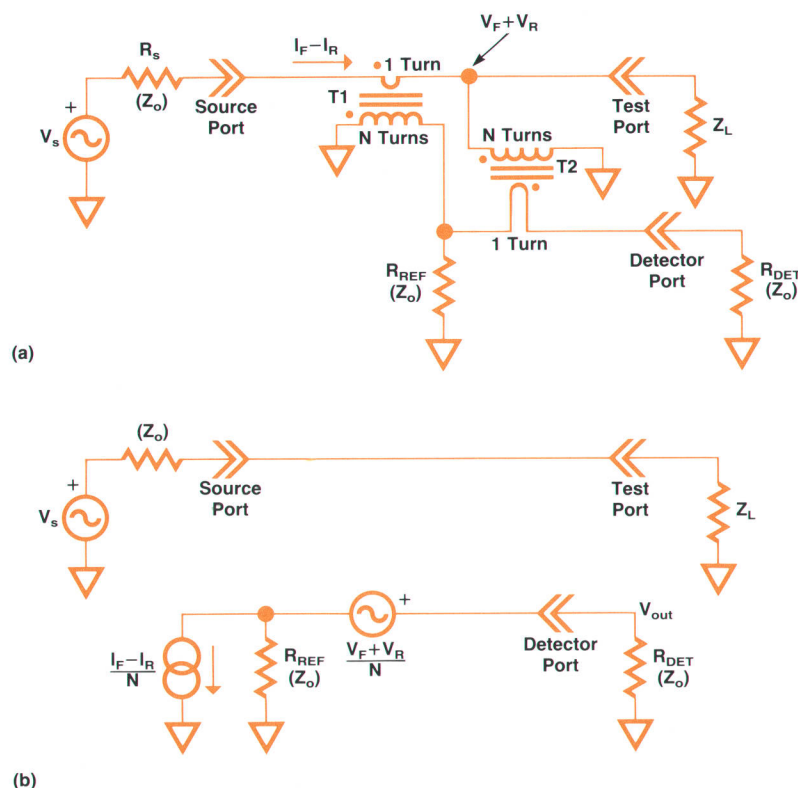 V_F+V_R
R_s
I_F−I_R
1 Turn
(Z_o)
Source
Port
T1
Test
Port
+
V_s
N Turns
N Turns
Z_L
T2
1 Turn
R_REF
(Z_o)
Detector
Port
R_DET
(Z_o)
(a)
(Z_o)
+
Source
Port
Test
Port
V_s
Z_L
+
V_out
I_F−I_R
N
R_REF
(Z_o)
V_F+V_R
N
Detector
Port
R_DET
(Z_o)
(b)